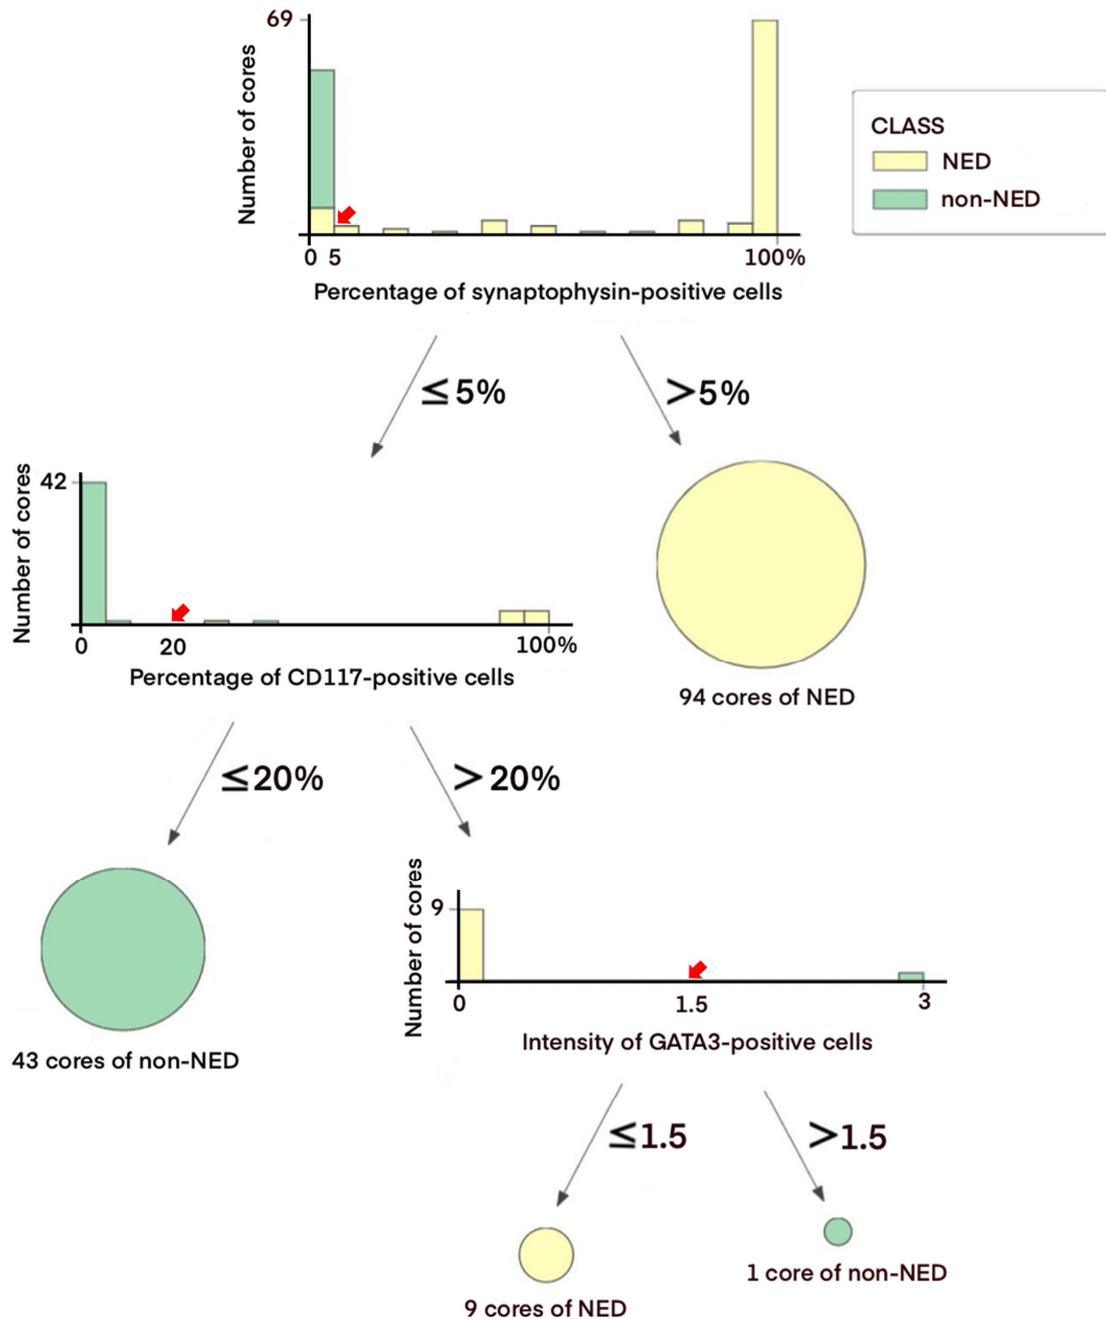 69
Number of cores
0 5 100%
Percentage of synaptophysin-positive cells
CLASS
NED
non-NED
≤5%
>5%
42
Number of cores
0 20 100%
Percentage of CD117-positive cells
94 cores of NED
≤20%
>20%
43 cores of non-NED
9
Number of cores
0 1.5 3
Intensity of GATA3-positive cells
≤1.5
>1.5
9 cores of NED
1 core of non-NED